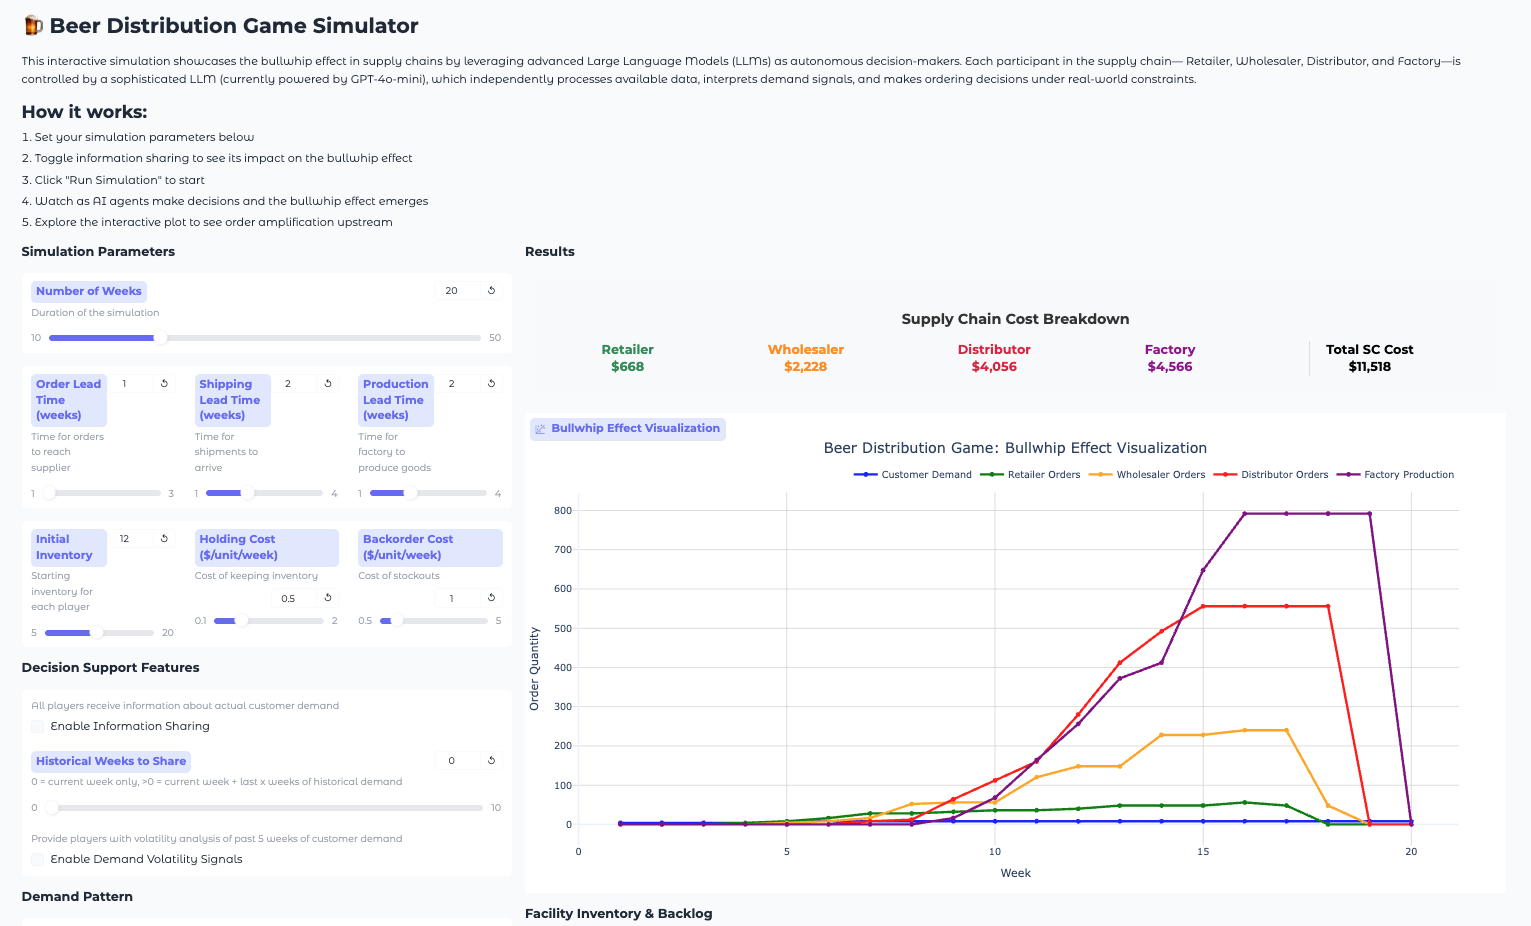 🍺 Beer Distribution Game Simulator
This interactive simulation showcases the bullwhip effect in supply chains by leveraging advanced Large Language Models (LLMs) as autonomous decision-makers. Each participant in the supply chain— Retailer, Wholesaler, Distributor, and Factory—is
controlled by a sophisticated LLM (currently powered by GPT-4o-mini), which independently processes available data, interprets demand signals, and makes ordering decisions under real-world constraints.
How it works:
1. Set your simulation parameters below
2. Toggle information sharing to see its impact on the bullwhip effect
3. Click "Run Simulation" to start
4. Watch as AI agents make decisions and the bullwhip effect emerges
5. Explore the interactive plot to see order amplification upstream
Simulation Parameters
Number of Weeks
20
Duration of the simulation
10
50
Order Lead
Time
(weeks)
1
Time for orders
to reach
supplier
1
3
Shipping
Lead Time
(weeks)
2
Time for
shipments to
arrive
1
4
Production
Lead Time
(weeks)
2
Time for
factory to
produce goods
1
4
Initial
Inventory
12
Starting
inventory for
each player
5
20
Holding Cost
($/unit/week)
Cost of keeping inventory
0.5
0.1
2
Backorder Cost
($/unit/week)
Cost of stockouts
1
0.5
5
Decision Support Features
All players receive information about actual customer demand
Enable Information Sharing
Historical Weeks to Share
0
0 = current week only, >0 = current week + last x weeks of historical demand
0
10
Provide players with volatility analysis of past 5 weeks of customer demand
Enable Demand Volatility Signals
Demand Pattern
Results
Supply Chain Cost Breakdown
Retailer
$668
Wholesaler
$2,228
Distributor
$4,056
Factory
$4,566
Total SC Cost
$11,518
Bullwhip Effect Visualization
Beer Distribution Game: Bullwhip Effect Visualization
Customer Demand
Retailer Orders
Wholesaler Orders
Distributor Orders
Factory Production
Order Quantity
800
700
600
500
400
300
200
100
0
0
5
10
15
20
Week
Facility Inventory & Backlog